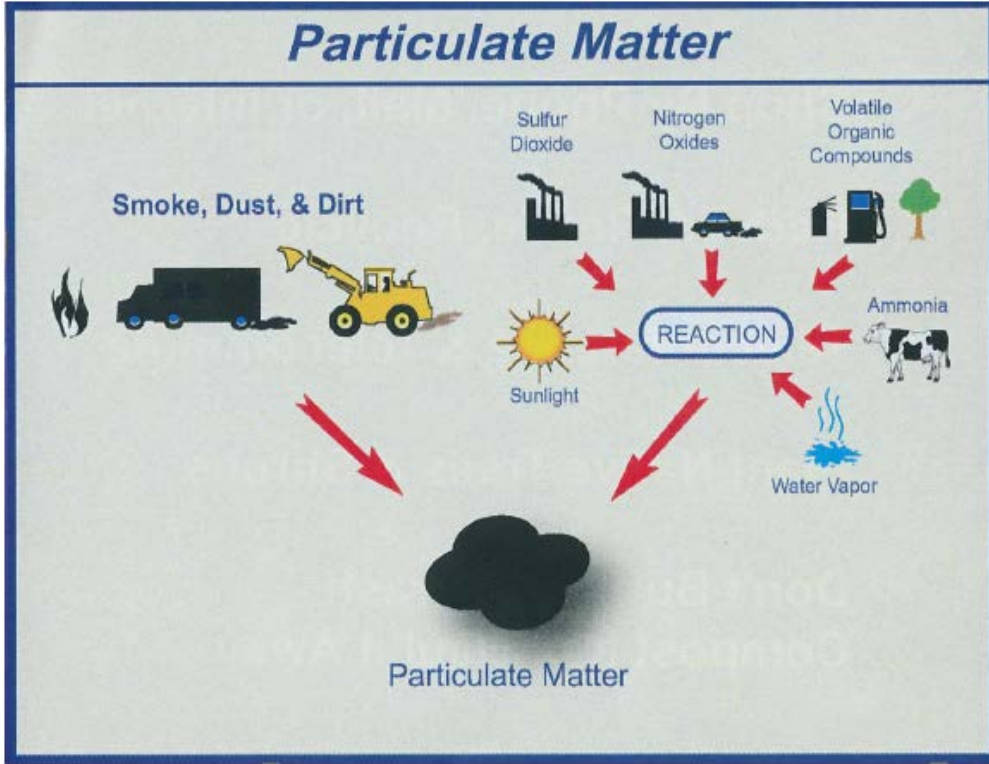 Particulate Matter
Sulfur
Dioxide
Nitrogen
Oxides
Volatile
Organic
Compounds
Smoke, Dust, & Dirt
Ammonia
REACTION
Sunlight
Water Vapor
Particulate Matter